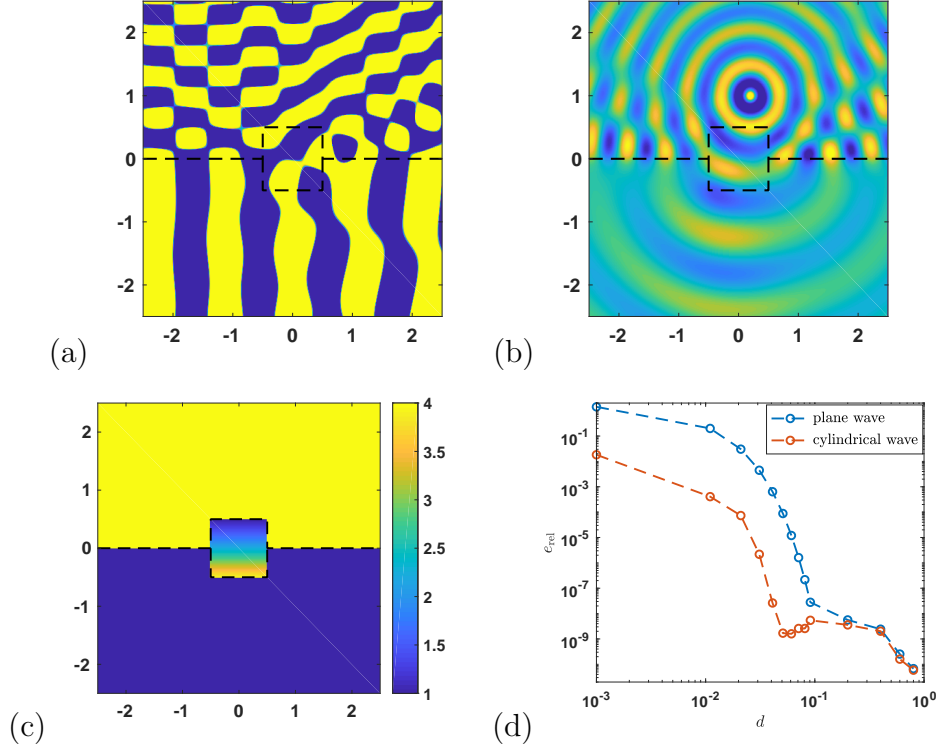 2
1
0
-1
-2
-2 -1 0 1 2
(a)
2
1
0
-1
-2
-2 -1 0 1 2
(b)
2
1
0
-1
-2
-2 -1 0 1 2
4
3.5
3
2.5
2
1.5
1
(c)
plane wave
cylindrical wave
10⁻¹
10⁻³
10⁻⁵
10⁻⁷
10⁻⁹
e_rel
10⁻³ 10⁻² 10⁻¹ 10⁰
d
(d)